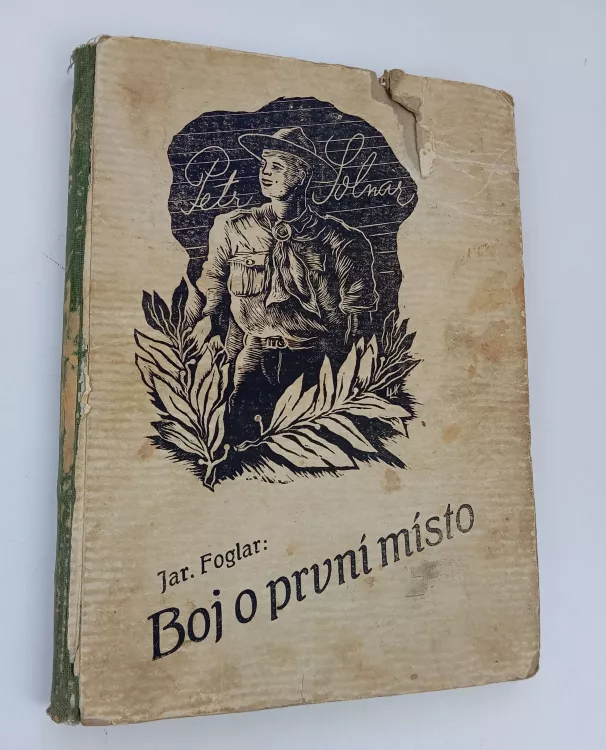 Petr Solnar
Jar. Foglar:
Boj o první místo